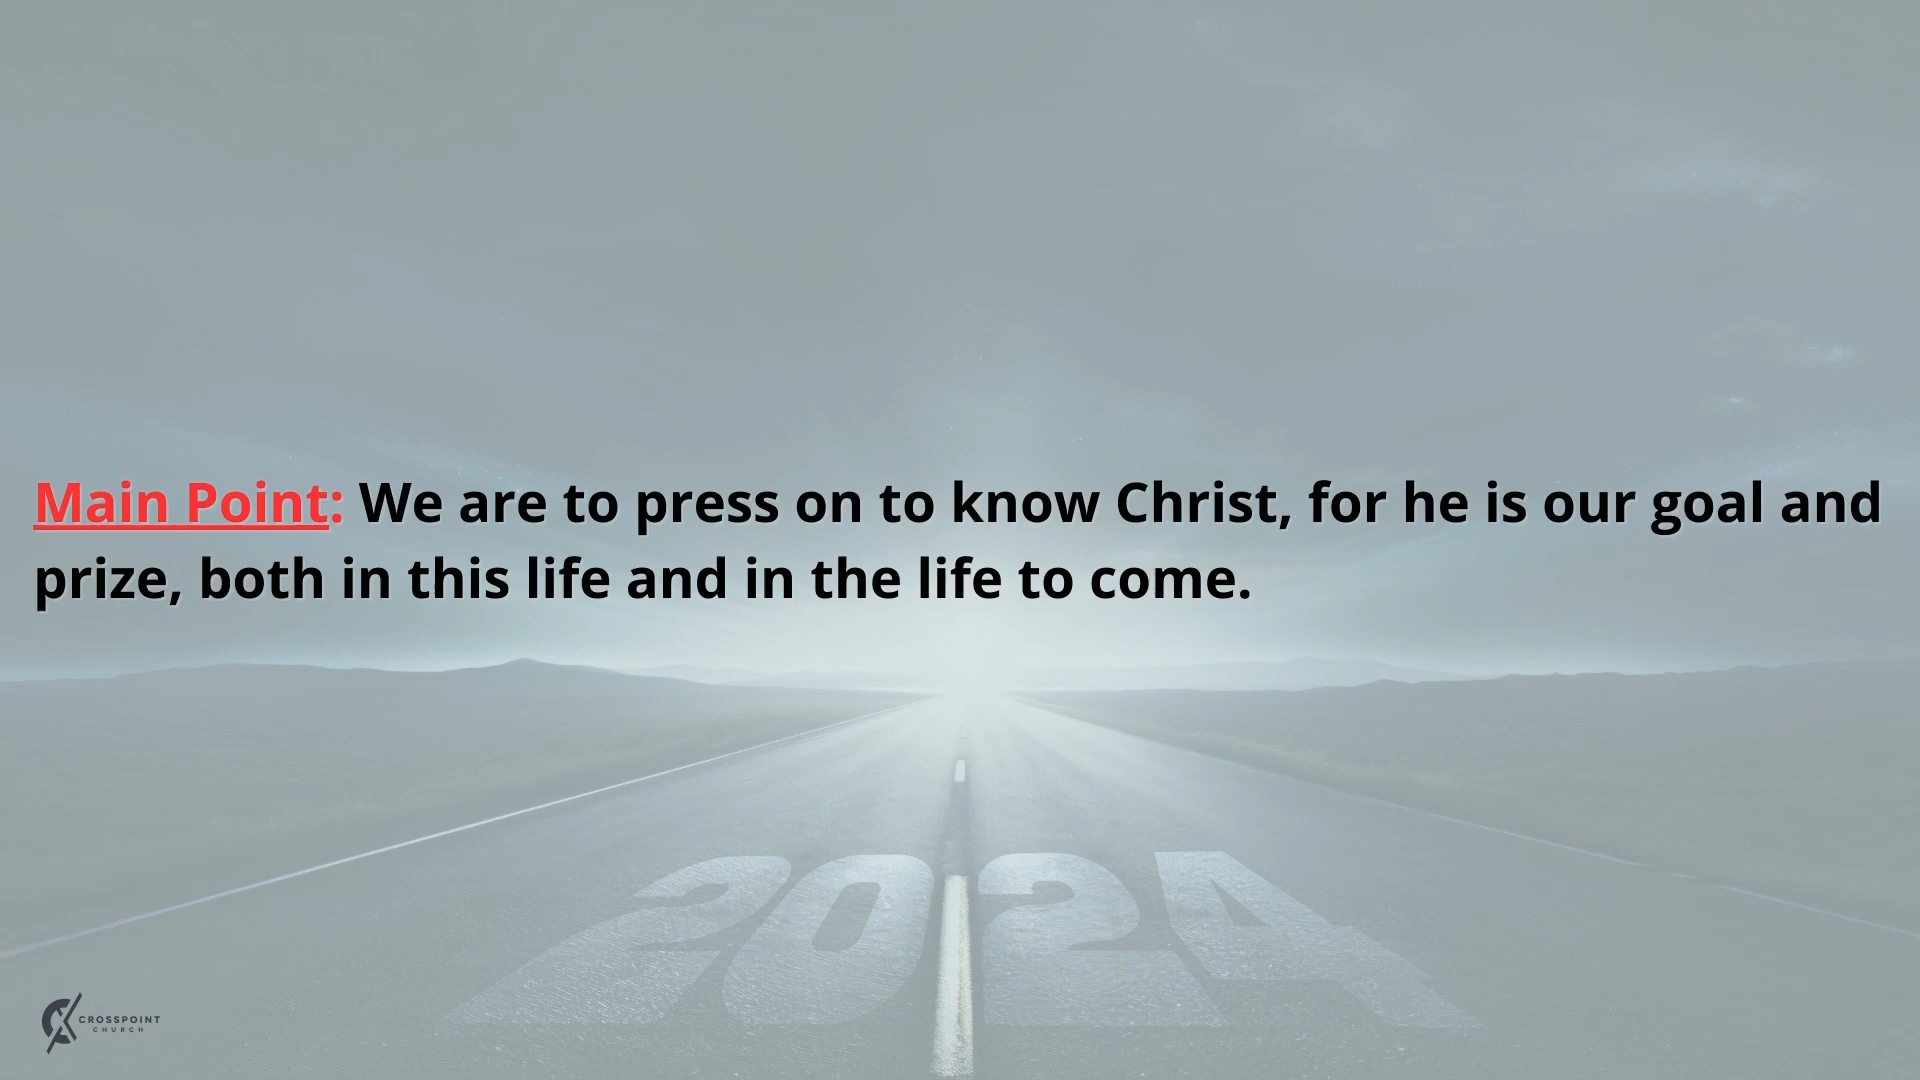 Main Point: We are to press on to know Christ, for he is our goal and
prize, both in this life and in the life to come.
2024
CROSSPOINT
CHURCH